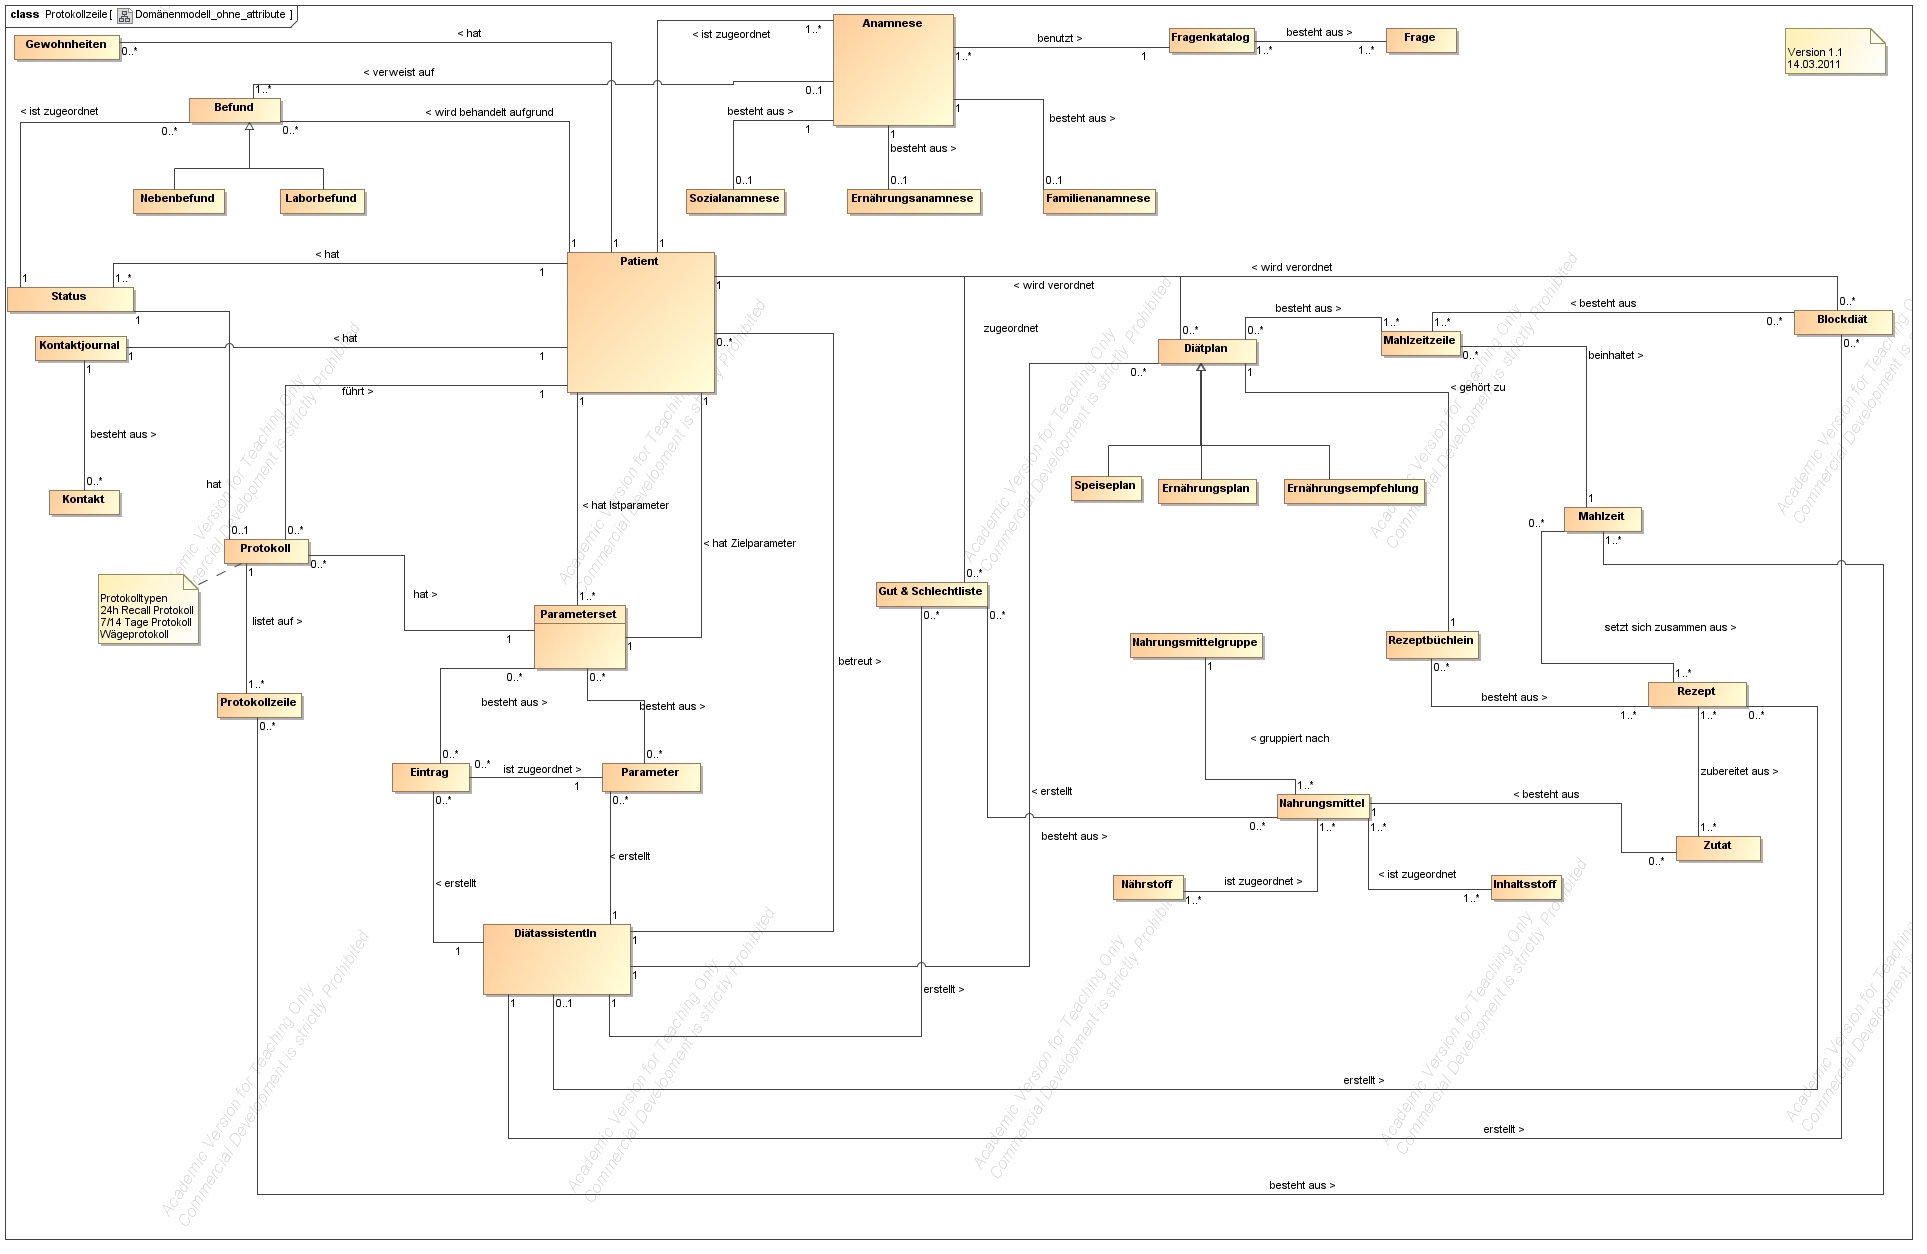 class Protokollzeile [ Domänenmodell_ohne_attribute ]
Gewohnheiten
0..*
< hat
< ist zugeordnet
1..*
Anamnese
benutzt >
1..*
1
Fragenkatalog
1..*
besteht aus >
1..*
Frage
Version 1.1
14.03.2011
< verweist auf
1..*
0..1
Befund
< ist zugeordnet
0..*
0..*
< wird behandelt aufgrund
besteht aus >
1
1
besteht aus >
1
besteht aus >
Nebenbefund
Laborbefund
0..1
Sozialanamnese
0..1
Ernährungsanamnese
0..1
Familienanamnese
1
1
1
Patient
< hat
1..*
1
1
Status
1
1
< wird verordnet
< wird verordnet
0..*
Blockdiät
0..*
0..*
< besteht aus
1..*
besteht aus >
0..*
1..*
Mahlzeitzeile
0..*
beinhaltet >
zugeordnet
0..*
Diätplan
0..*
1
< gehört zu
Kontaktjournal
1
< hat
1
0..*
1
führt >
1
1
1
besteht aus >
0..*
Kontakt
hat
0..1
0..*
Protokoll
0..*
1
Protokolltypen
24h Recall Protokoll
7/14 Tage Protokoll
Wägeprotokoll
listet auf >
hat >
< hat Istparameter
< hat Zielparameter
1..*
Parameterset
1
1
0..*
0..*
Speiseplan
Ernährungsplan
Ernährungsempfehlung
1
Mahlzeit
0..*
1..*
0..*
Gut & Schlechtliste
0..*
0..*
Nahrungsmittelgruppe
1
1
Rezeptbüchlein
0..*
setzt sich zusammen aus >
1..*
Rezept
besteht aus >
1..*
1..*
0..*
betreut >
1..*
Protokollzeile
0..*
besteht aus >
besteht aus >
0..*
0..*
Eintrag
0..*
ist zugeordnet >
1
Parameter
0..*
0..*
< gruppiert nach
zubereitet aus >
1..*
< erstellt
Nahrungsmittel
1
< besteht aus
0..*
1..*
1..*
besteht aus >
1..*
Zutat
0..*
< erstellt
< erstellt
Nährstoff
1..*
ist zugeordnet >
< ist zugeordnet
1..*
Inhaltsstoff
1
DiätassistentIn
1
1
1
1
0..1
1
erstellt >
erstellt >
erstellt >
besteht aus >
Academic Version for Teaching Only
Commercial Development is strictly Prohibited